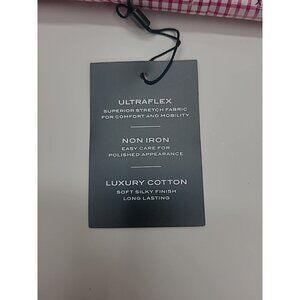 ULTRAFLEX
SUPERIOR STRETCH FABRIC
FOR COMFORT AND MOBILITY
NON IRON
EASY CARE FOR
POLISHED APPEARANCE
LUXURY COTTON
SOFT SILKY FINISH
LONG LASTING